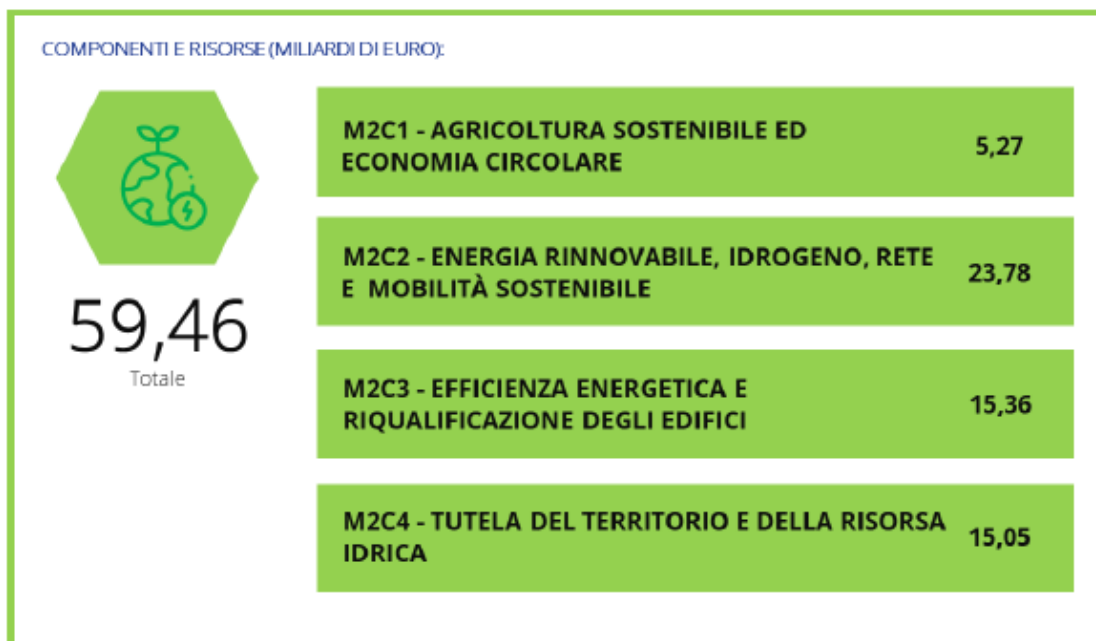 COMPONENTI E RISORSE (MILIARDI DI EURO):
59,46
Totale
M2C1 - AGRICOLTURA SOSTENIBILE ED
ECONOMIA CIRCOLARE
5,27
M2C2 - ENERGIA RINNOVABILE, IDROGENO, RETE
E MOBILITÀ SOSTENIBILE
23,78
M2C3 - EFFICIENZA ENERGETICA E
RIQUALIFICAZIONE DEGLI EDIFICI
15,36
M2C4 - TUTELA DEL TERRITORIO E DELLA RISORSA
IDRICA
15,05